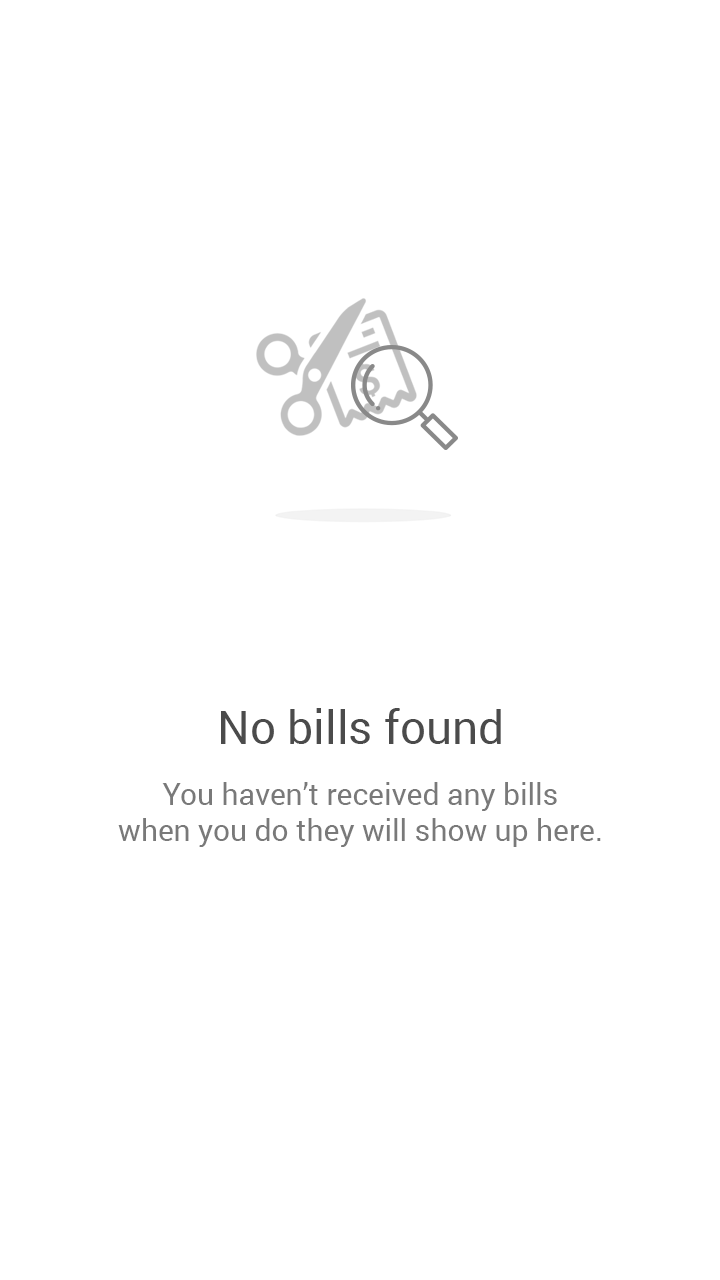 $
No bills found
You haven’t received any bills
when you do they will show up here.